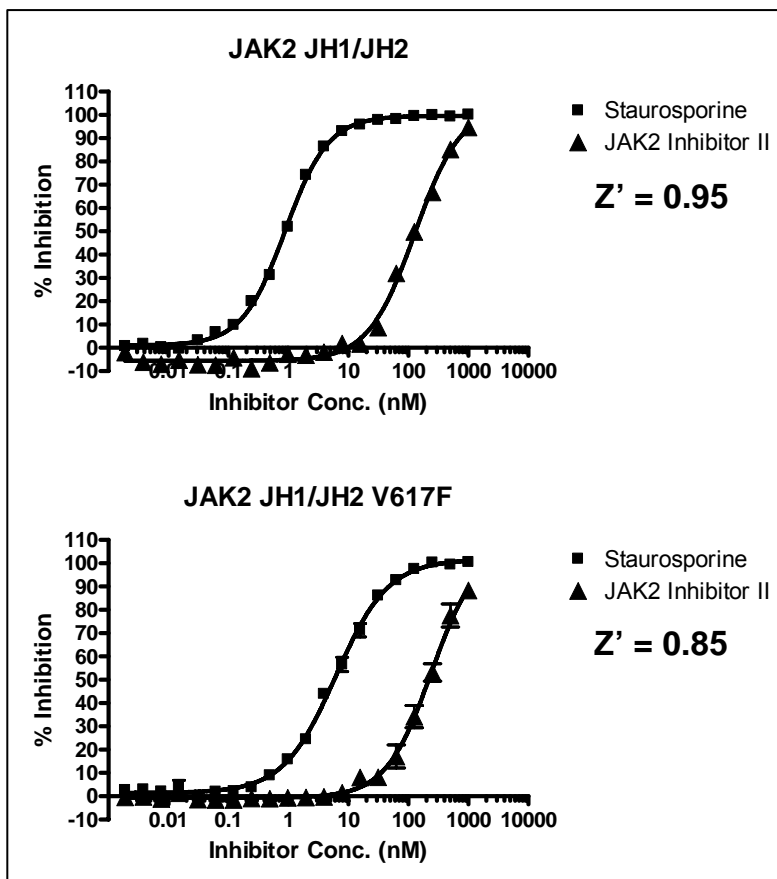 JAK2 JH1/JH2
% Inhibition
110
100
90
80
70
60
50
40
30
20
10
0
-10
0.01 0.1 1 10 100 1000 10000
Inhibitor Conc. (nM)
Staurosporine
JAK2 Inhibitor II
Z’ = 0.95
JAK2 JH1/JH2 V617F
% Inhibition
110
100
90
80
70
60
50
40
30
20
10
0
-10
0.01 0.1 1 10 100 1000 10000
Inhibitor Conc. (nM)
Staurosporine
JAK2 Inhibitor II
Z’ = 0.85